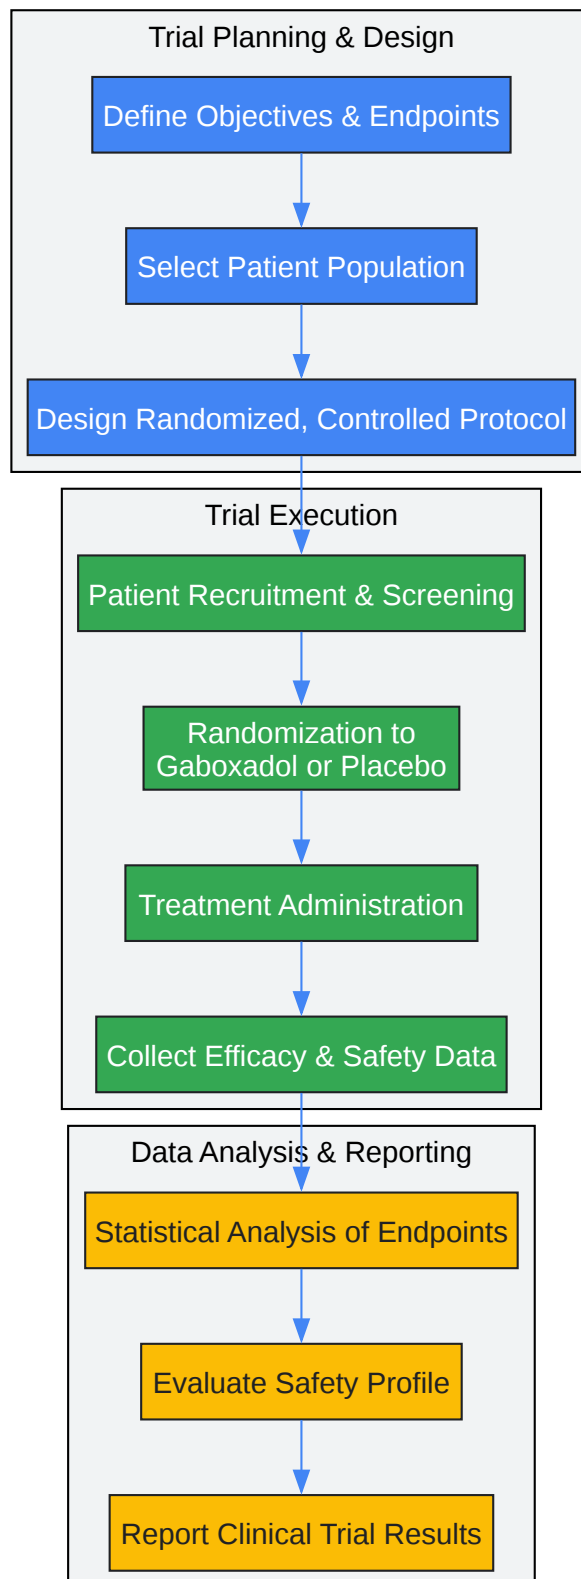 Trial Planning & Design
Define Objectives & Endpoints
Select Patient Population
Design Randomized, Controlled Protocol
Trial Execution
Patient Recruitment & Screening
Randomization to
Gaboxadol or Placebo
Treatment Administration
Collect Efficacy & Safety Data
Data Analysis & Reporting
Statistical Analysis of Endpoints
Evaluate Safety Profile
Report Clinical Trial Results